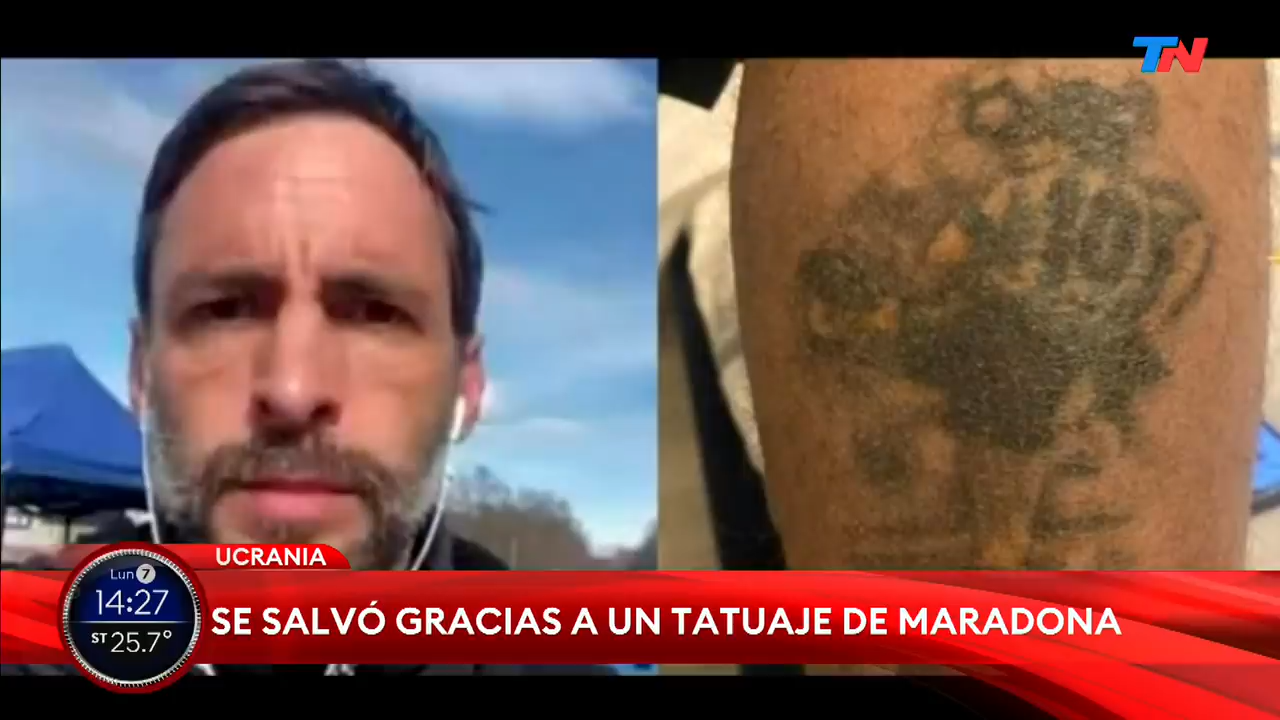 TN
UCRANIA
Lun 7
14:27
ST 25.7°
SE SALVÓ GRACIAS A UN TATUAJE DE MARADONA
10